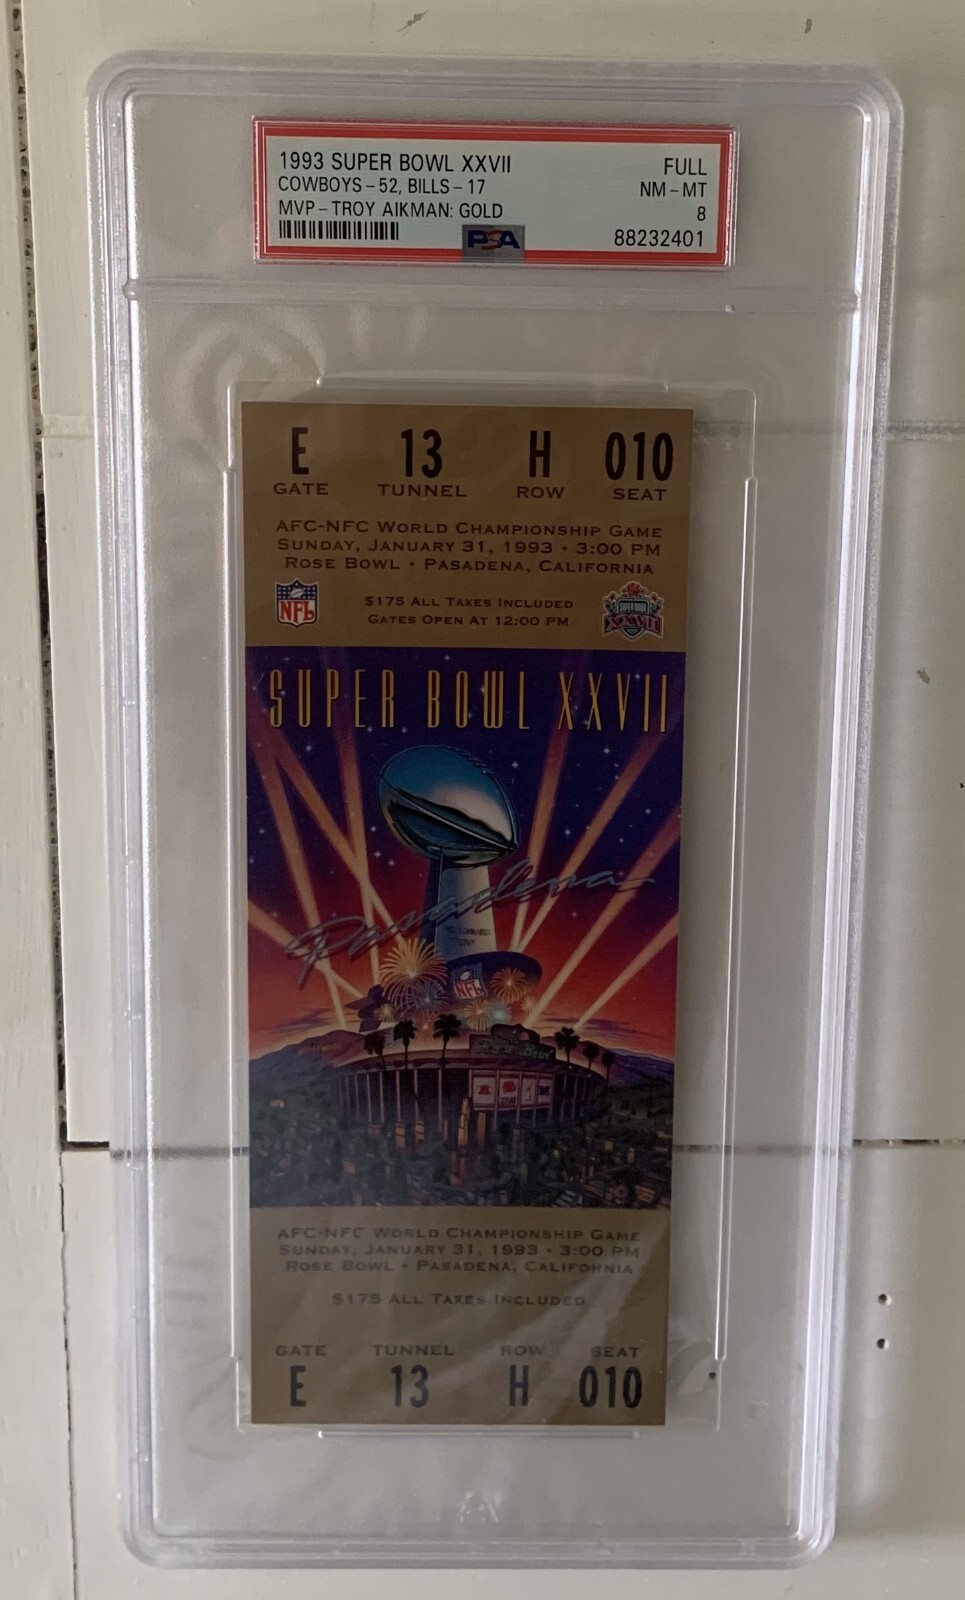 1993 SUPER BOWL XXVII FULL
COWBOYS-52, BILLS-17 NM-MT
MVP-TROY AIKMAN: GOLD 8
PSA 88232401
E 13 H 010
GATE TUNNEL ROW SEAT
AFC-NFC WORLD CHAMPIONSHIP GAME
SUNDAY, JANUARY 31, 1993 • 3:00 PM
ROSE BOWL • PASADENA, CALIFORNIA
NFL $175 ALL TAXES INCLUDED SUPER BOWL
GATES OPEN AT 12:00 PM XXVII
SUPER BOWL XXVII
Pasadena
NFL
Rose Bowl
AFC-NFC WORLD CHAMPIONSHIP GAME
SUNDAY, JANUARY 31, 1993 • 3:00 PM
ROSE BOWL • PASADENA, CALIFORNIA
$175 ALL TAXES INCLUDED
GATE TUNNEL ROW SEAT
E 13 H 010